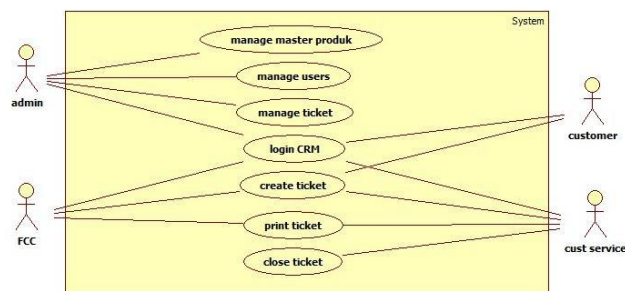 System
manage master produk
manage users
admin
manage ticket
customer
login CRM
create ticket
FCC
print ticket
cust service
close ticket